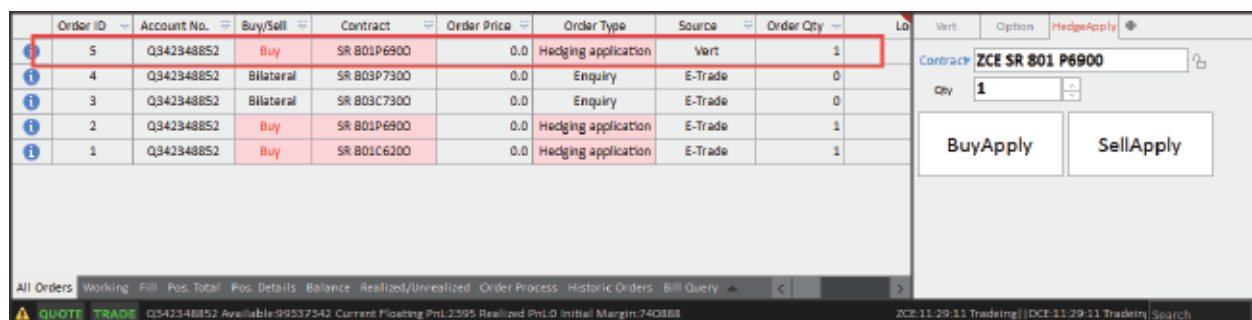 Order ID Account No. Buy/Sell Contract Order Price Order Type Source Order Qty Lo
5 Q342348852 Buy SR 801P6900 0.0 Hedging application Vert 1
4 Q342348852 Bilateral SR 803P7300 0.0 Enquiry E-Trade 0
3 Q342348852 Bilateral SR 803C7300 0.0 Enquiry E-Trade 0
2 Q342348852 Buy SR 801P6900 0.0 Hedging application E-Trade 1
1 Q342348852 Buy SR 801C6200 0.0 Hedging application E-Trade 1
Vert Option HedgeApply
Contract ZCE SR 801 P6900
Qty 1
BuyApply SellApply
All Orders Working Fill Pos. Total Pos. Details Balance Realized/Unrealized Order Process Historic Orders Bill Query
QUOTE TRADE Q342348852 Available:99337342 Current Floating PnL:2395 Realized PnL:0 Initial Margin:740888 ZCE:11:29:11 Tradeing||DCE:11:29:11 Tradeing Search